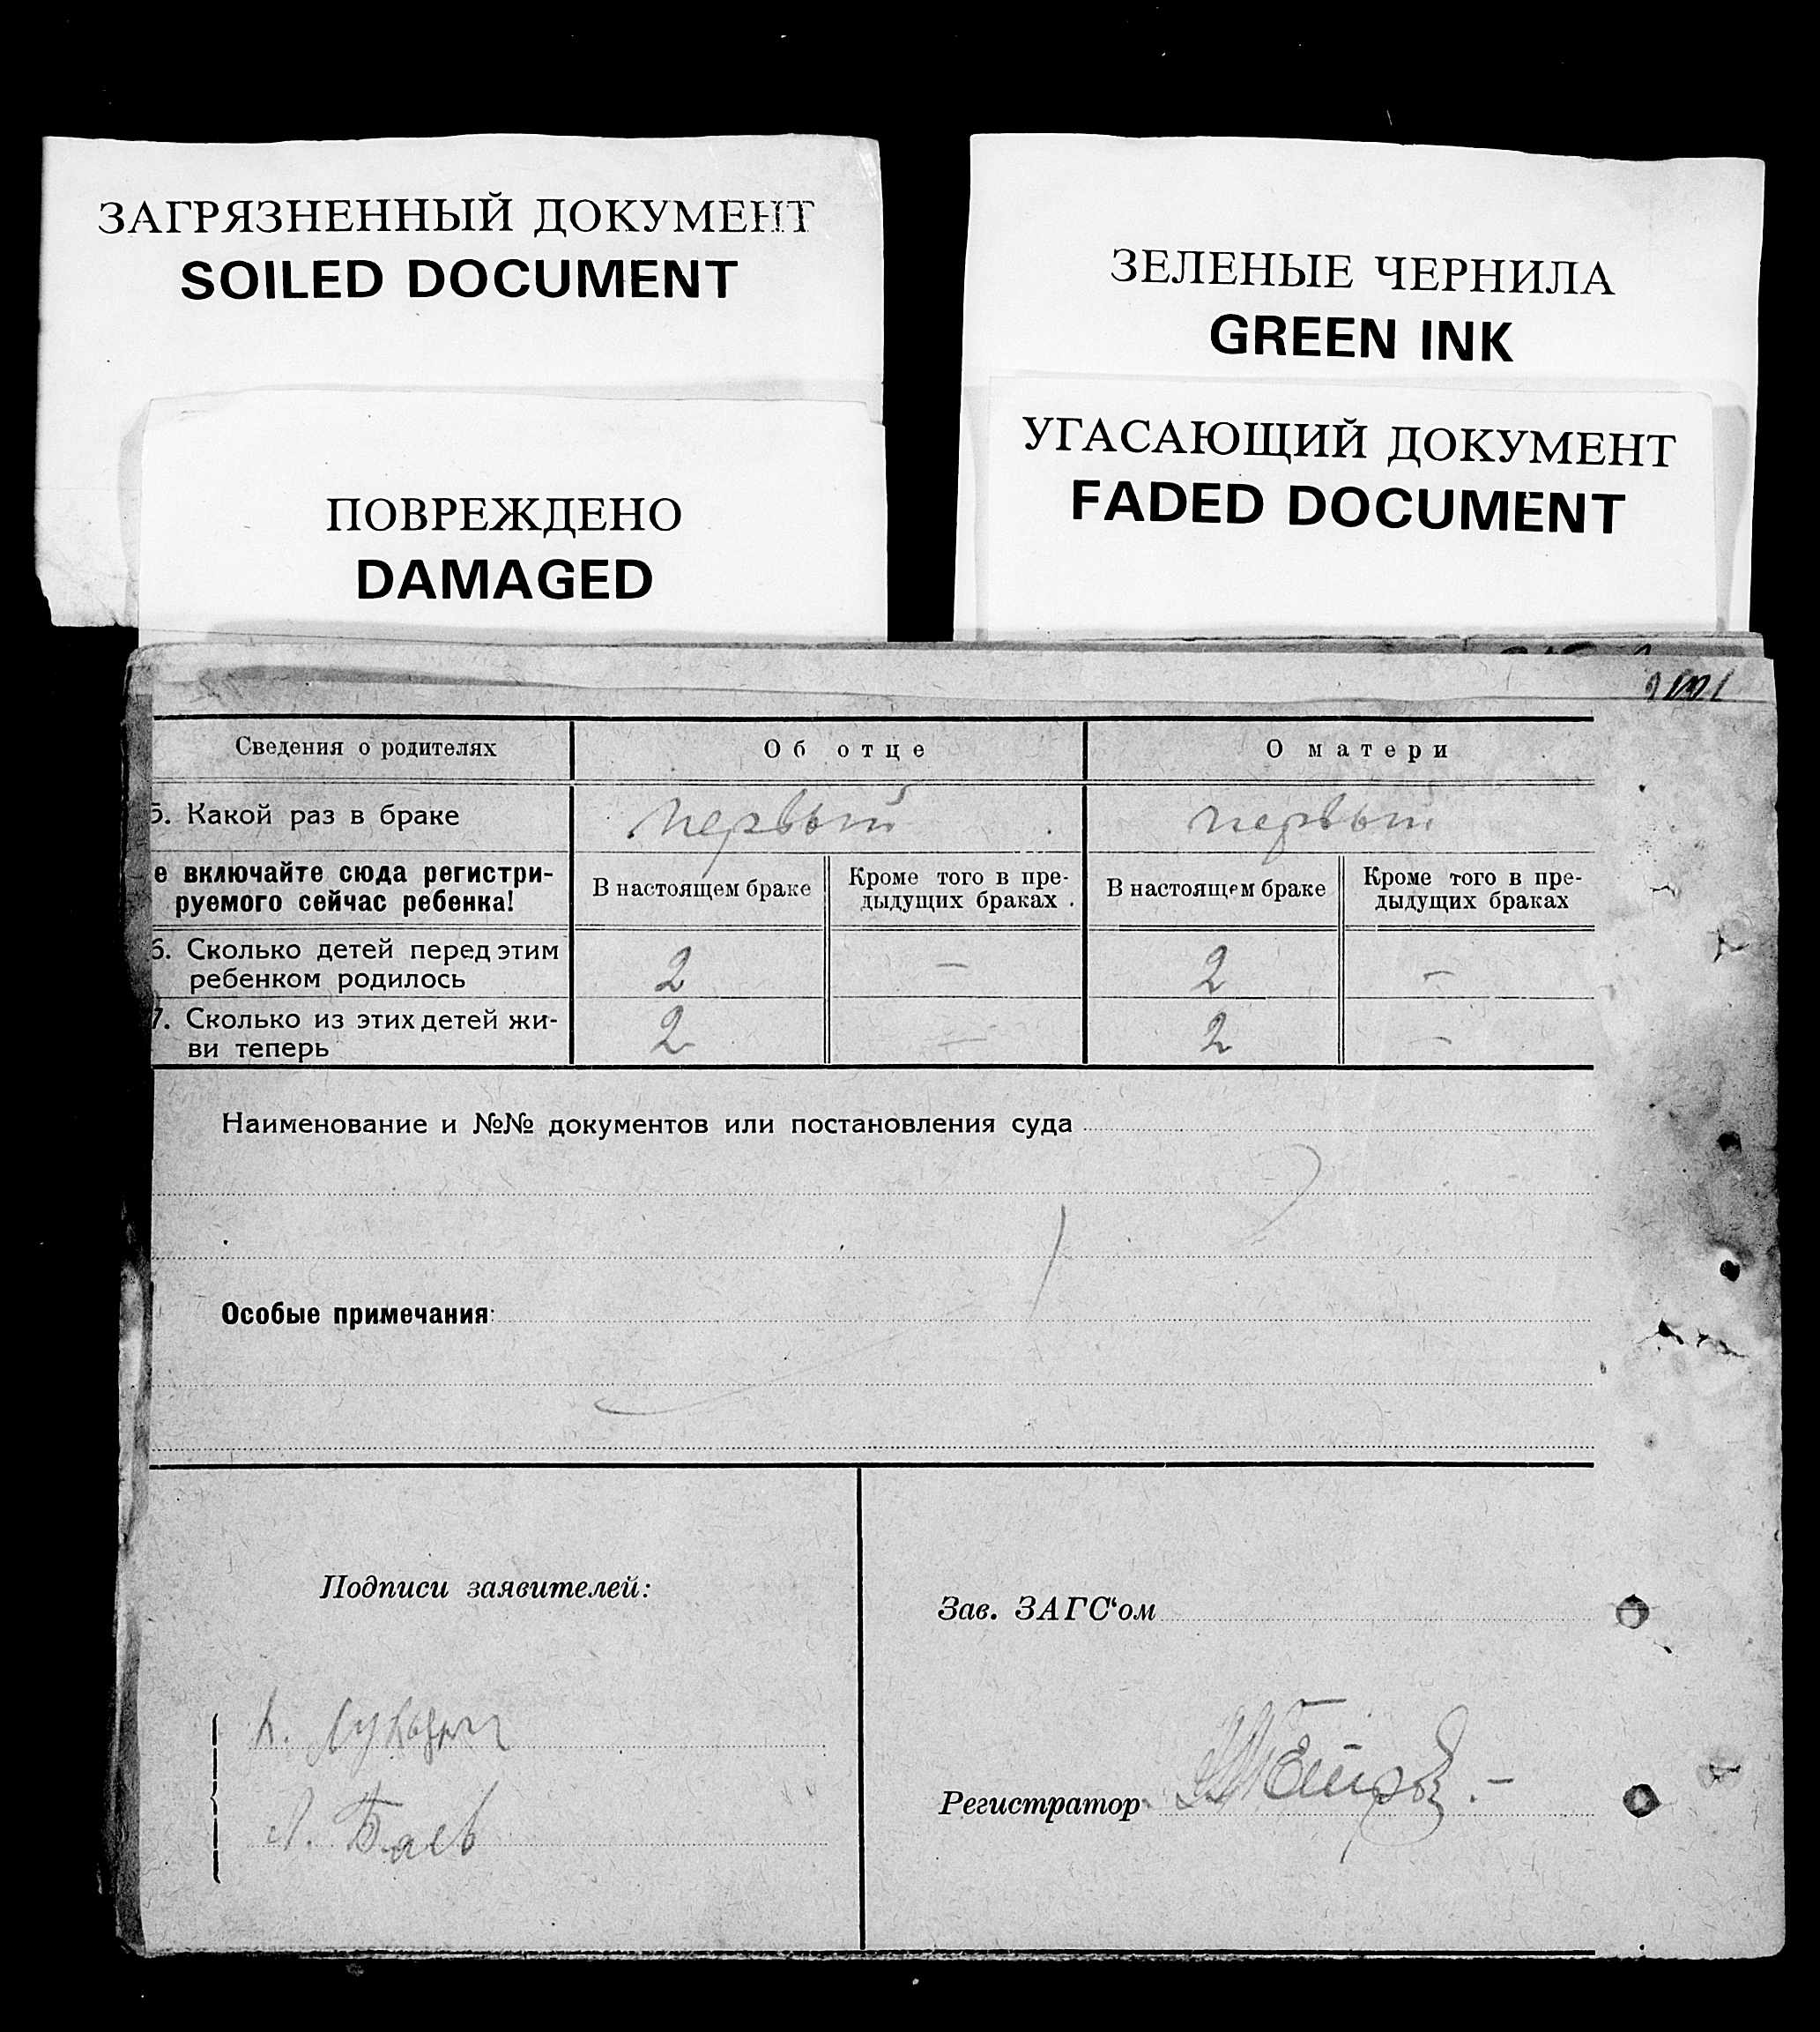 ЗАГРЯЗНЕННЫЙ ДОКУМЕНТ
SOILED DOCUMENT
ЗЕЛЕНЫЕ ЧЕРНИЛА
GREEN INK
УГАСАЮЩИЙ ДОКУМЕНТ
FADED DOCUMENT
ПОВРЕЖДЕНО
DAMAGED
Сведения о родителях Об отце О матери
5. Какой раз в браке первый первый
е включайте сюда регистри-
руемого сейчас ребенка!
В настоящем браке
Кроме того в пре-
дыдущих браках
В настоящем браке
Кроме того в пре-
дыдущих браках
6. Сколько детей перед этим
ребенком родилось 2 — 2 —
7. Сколько из этих детей жи-
ви теперь 2 — 2 —
Наименование и №№ документов или постановления суда
Особые примечания:
Подписи заявителей:
Л. Баев
Зав. ЗАГС‘ом
Регистратор